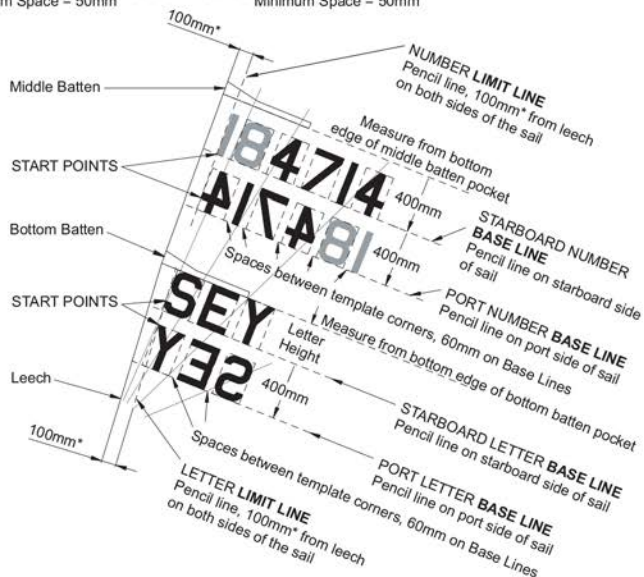 m Space = 50mm
Minimum Space = 50mm
100mm*
NUMBER LIMIT LINE
Pencil line, 100mm* from leech
on both sides of the sail
Middle Batten
Measure from bottom
edge of middle batten pocket
184714
START POINTS
400mm
STARBOARD NUMBER
BASE LINE
Pencil line on starboard side
of sail
417481
400mm
Bottom Batten
Spaces between template corners, 60mm on Base Lines
PORT NUMBER BASE LINE
Pencil line on port side of sail
START POINTS
SEY
Letter
Height
Measure from bottom edge of bottom batten pocket
YES
400mm
STARBOARD LETTER BASE LINE
Pencil line on starboard side of sail
Leech
100mm*
Spaces between template corners, 60mm on Base Lines
PORT LETTER BASE LINE
Pencil line on port side of sail
LETTER LIMIT LINE
Pencil line, 100mm* from leech
on both sides of the sail